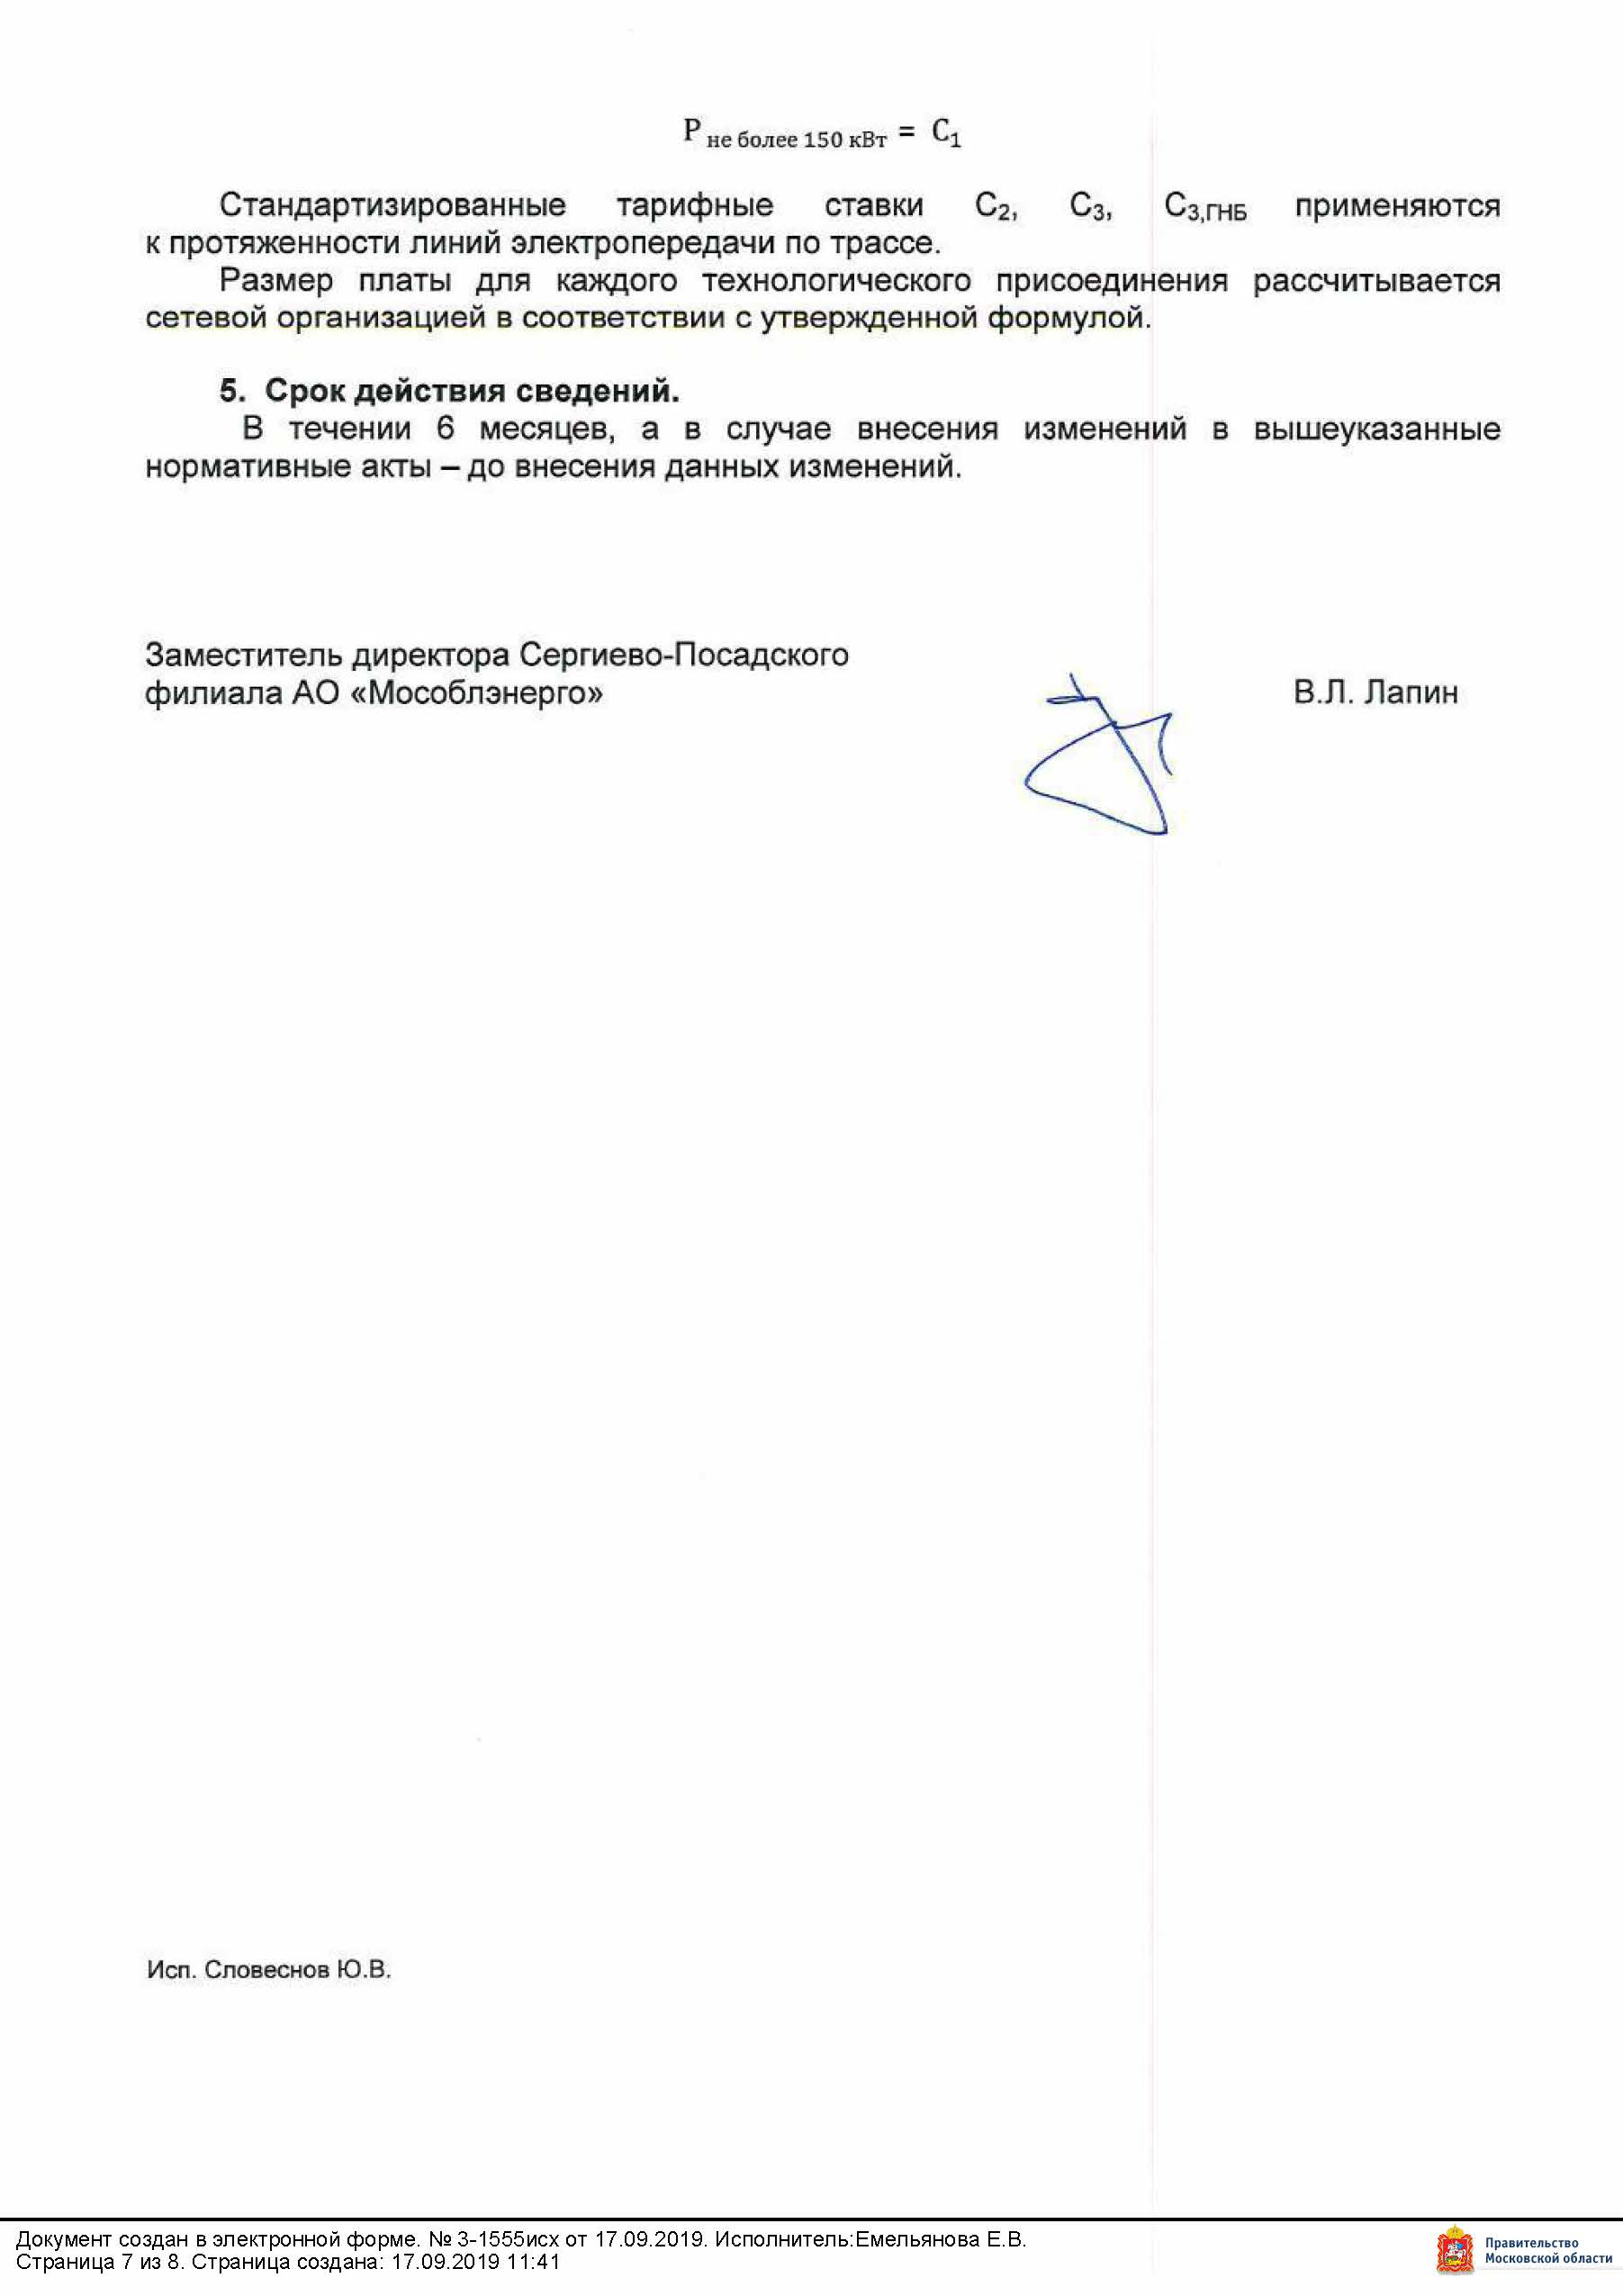 P не более 150 кВт = C1
Стандартизированные тарифные ставки С2, С3, С3,ГНБ применяются
к протяженности линий электропередачи по трассе.
Размер платы для каждого технологического присоединения рассчитывается
сетевой организацией в соответствии с утвержденной формулой.
5. Срок действия сведений.
В течении 6 месяцев, а в случае внесения изменений в вышеуказанные
нормативные акты – до внесения данных изменений.
Заместитель директора Сергиево-Посадского
филиала АО «Мособлэнерго»
В.Л. Лапин
Исп. Словеснов Ю.В.
Документ создан в электронной форме. № 3-1555исх от 17.09.2019. Исполнитель:Емельянова Е.В.
Страница 7 из 8. Страница создана: 17.09.2019 11:41
Правительство
Московской области